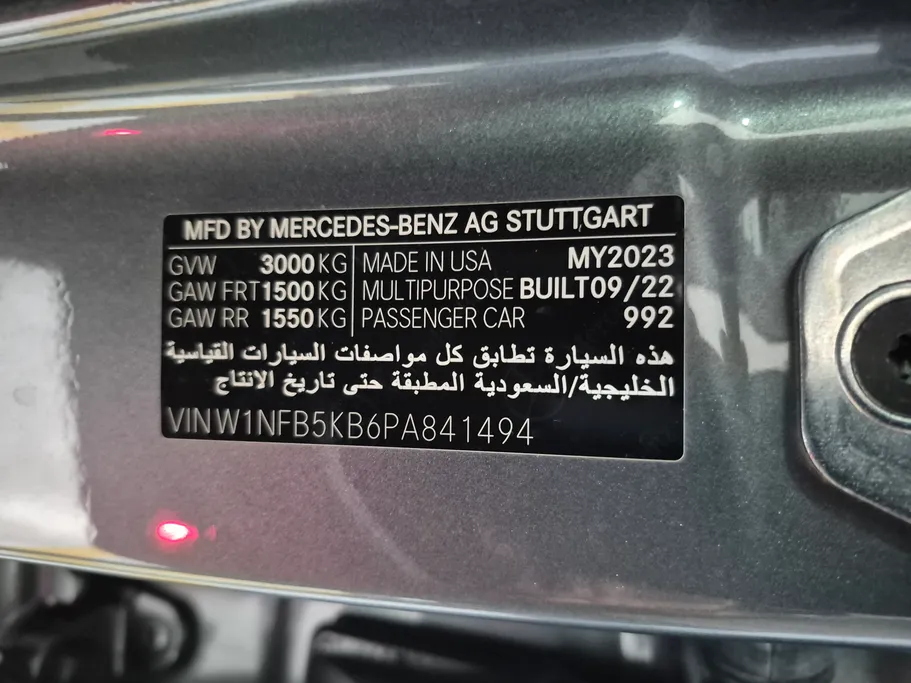 MFD BY MERCEDES-BENZ AG STUTTGART
GVW 3000 KG MADE IN USA MY2023
GAW FRT 1500 KG MULTIPURPOSE BUILT 09/22
GAW RR 1550 KG PASSENGER CAR 992
هذه السيارة تطابق كل مواصفات السيارات القياسية
الخليجية/السعودية المطبقة حتى تاريخ الانتاج
VIN W1NFB5KB6PA841494